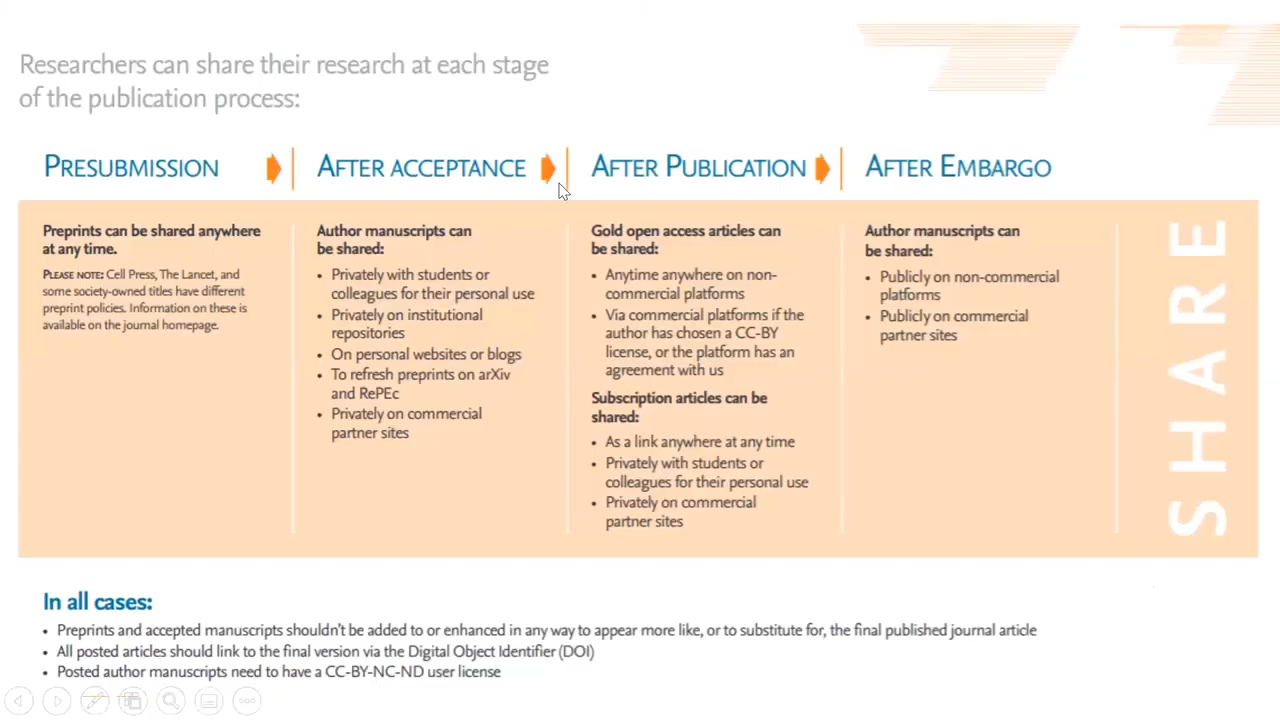 Researchers can share their research at each stage
of the publication process:
PRESUBMISSION
AFTER ACCEPTANCE
AFTER PUBLICATION
AFTER EMBARGO
Preprints can be shared anywhere
at any time.
PLEASE NOTE: Cell Press, The Lancet, and
some society-owned titles have different
preprint policies. Information on these is
available on the journal homepage.
Author manuscripts can
be shared:
• Privately with students or
colleagues for their personal use
• Privately on institutional
repositories
• On personal websites or blogs
• To refresh preprints on arXiv
and RePEc
• Privately on commercial
partner sites
Gold open access articles can
be shared:
• Anytime anywhere on non-
commercial platforms
• Via commercial platforms if the
author has chosen a CC-BY
license, or the platform has an
agreement with us
Subscription articles can be
shared:
• As a link anywhere at any time
• Privately with students or
colleagues for their personal use
• Privately on commercial
partner sites
Author manuscripts can
be shared:
• Publicly on non-commercial
platforms
• Publicly on commercial
partner sites
SHARE
In all cases:
• Preprints and accepted manuscripts shouldn't be added to or enhanced in any way to appear more like, or to substitute for, the final published journal article
• All posted articles should link to the final version via the Digital Object Identifier (DOI)
• Posted author manuscripts need to have a CC-BY-NC-ND user license